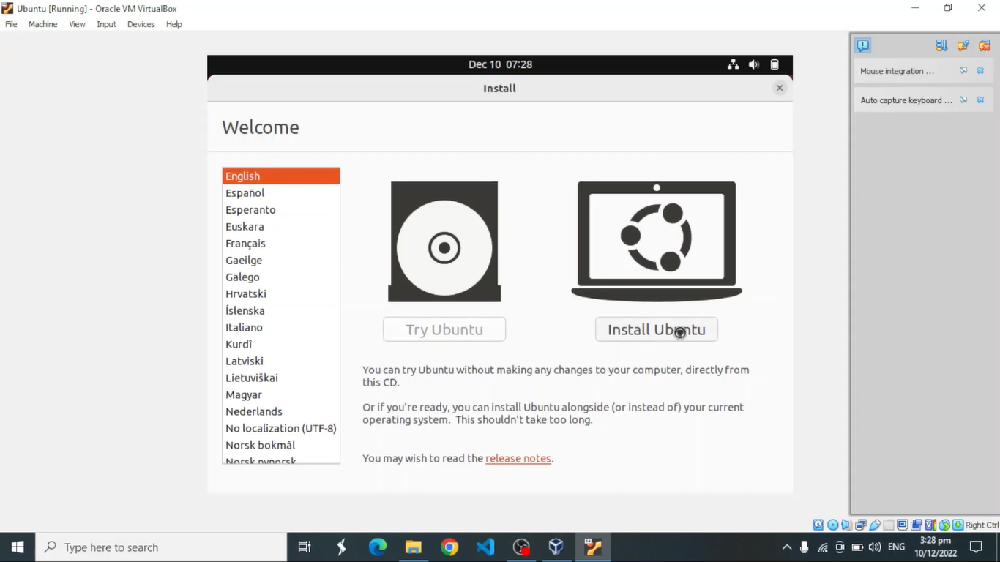 Ubuntu [Running] - Oracle VM VirtualBox
File Machine View Input Devices Help
Dec 10 07:28
Install
Mouse integration ...
Auto capture keyboard ...
Welcome
English
Español
Esperanto
Euskara
Français
Gaeilge
Galego
Hrvatski
Íslenska
Italiano
Kurdî
Latviski
Lietuviškai
Magyar
Nederlands
No localization (UTF-8)
Norsk bokmål
Norsk nynorsk
Try Ubuntu
Install Ubuntu
You can try Ubuntu without making any changes to your computer, directly from
this CD.
Or if you're ready, you can install Ubuntu alongside (or instead of) your current
operating system. This shouldn't take too long.
You may wish to read the release notes.
Right Ctrl
Type here to search
ENG
3:28 pm
10/12/2022